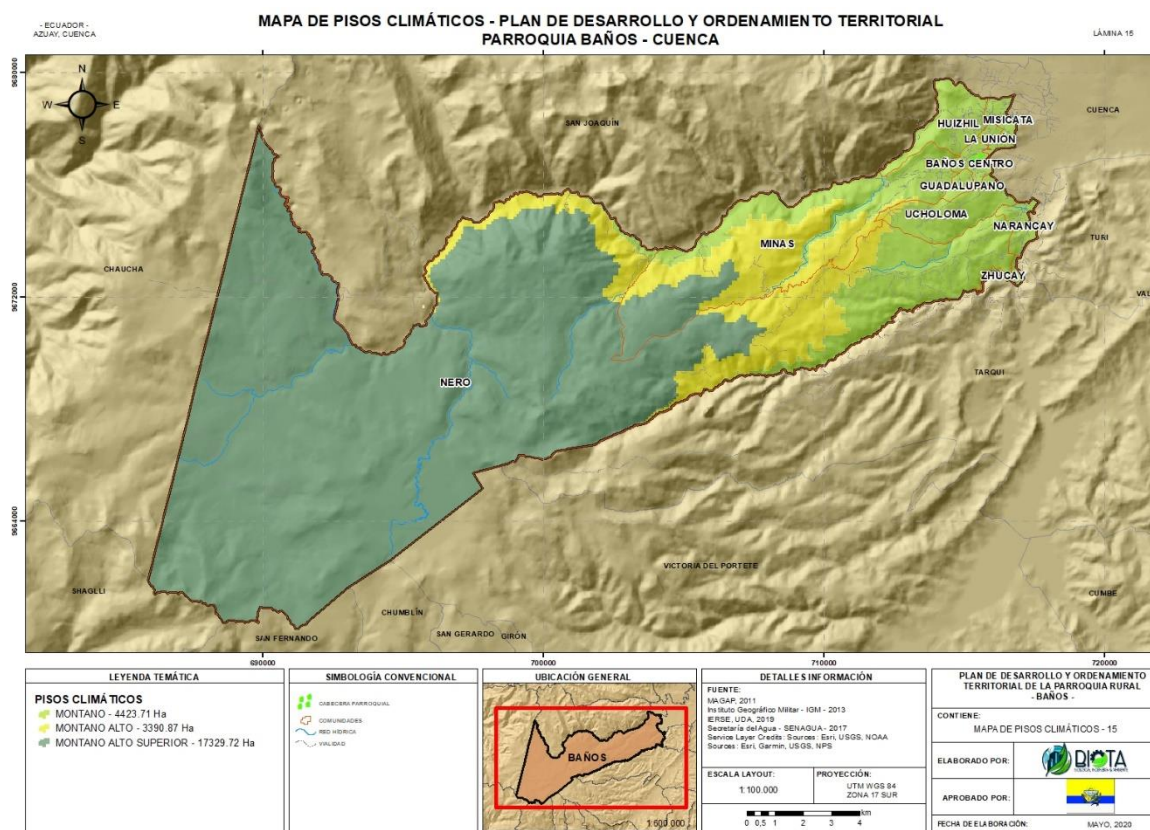 - ECUADOR -
AZUAY, CUENCA
MAPA DE PISOS CLIMÁTICOS - PLAN DE DESARROLLO Y ORDENAMIENTO TERRITORIAL
PARROQUIA BAÑOS - CUENCA
LÁMINA 15
9680000
N
W E
S
SAN JOAQUÍN
CUENCA
HUIZHIL
MISICATA
LA UNIÓN
BAÑOS CENTRO
GUADALUPANO
UCHOLOMA
NARANCAY
TURI
MINAS
CHAUCHA
ZHUCAY
9672000
VAL
NERO
TARQUI
9664000
VICTORIA DEL PORTETE
SHAGLLI
CUMBE
CHUMBLÍN
SAN FERNANDO
SAN GERARDO
GIRÓN
690000
700000
710000
720000
LEYENDA TEMÁTICA
PISOS CLIMÁTICOS
MONTANO - 4423.71 Ha
MONTANO ALTO - 3390.87 Ha
MONTANO ALTO SUPERIOR - 17329.72 Ha
SIMBOLOGÍA CONVENCIONAL
CABECERA PARROQUIAL
COMUNIDADES
RED HÍDRICA
VIALIDAD
UBICACIÓN GENERAL
BAÑOS
1:600.000
DETALLES INFORMACIÓN
FUENTE:
MAGAP, 2011
Instituto Geográfico Militar - IGM - 2013
IERSE, UDA, 2019
Secretaría del Agua - SENAGUA - 2017
Service Layer Credits: Sources: Esri, USGS, NOAA
Sources: Esri, Garmin, USGS, NPS
ESCALA LAYOUT:
1:100.000
PROYECCIÓN:
UTM WGS 84
ZONA 17 SUR
0 0,5 1 2 3 4
km
PLAN DE DESARROLLO Y ORDENAMIENTO
TERRITORIAL DE LA PARROQUIA RURAL
- BAÑOS -
CONTIENE:
MAPA DE PISOS CLIMÁTICOS - 15
ELABORADO POR:
BIOTA
APROBADO POR:
FECHA DE ELABORACIÓN:
MAYO, 2020